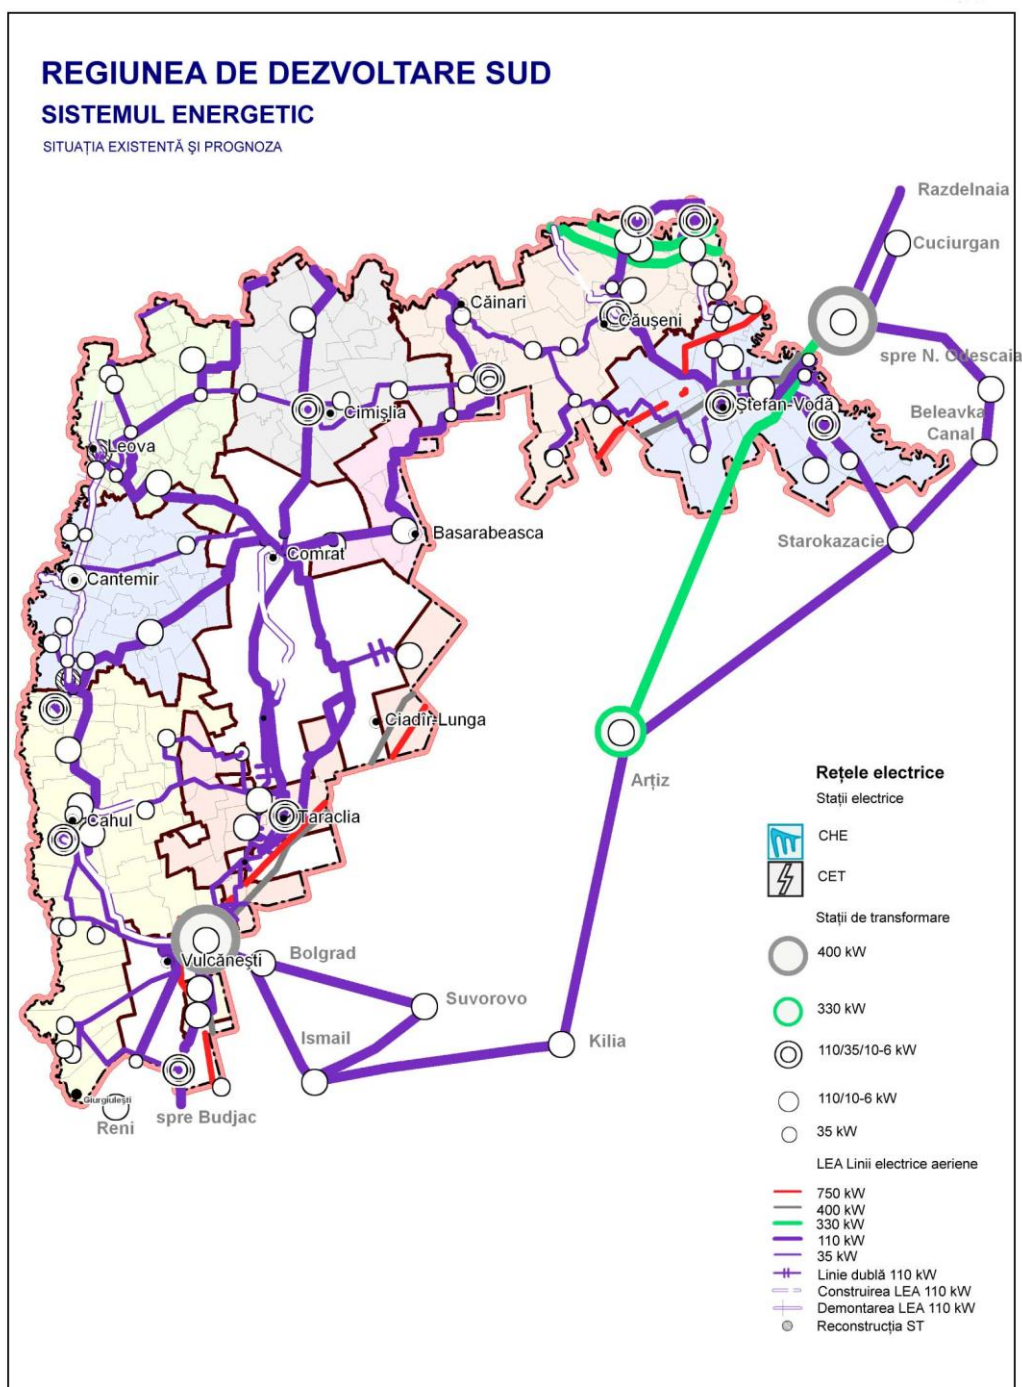 REGIUNEA DE DEZVOLTARE SUD
SISTEMUL ENERGETIC
SITUAȚIA EXISTENTĂ ȘI PROGNOZA
Razdelnaia
Cuciurgan
Căinari
Căușeni
spre N. Odescaia
Cimișlia
Ștefan-Vodă
Beleavka
Canal
Leova
Basarabeasca
Starokazacie
Comrat
Cantemir
Ciadîr-Lunga
Arțiz
Cahul
Taraclia
Vulcănești
Bolgrad
Suvorovo
Ismail
Kilia
Giurgiulești
Reni
spre Budjac
Rețele electrice
Stații electrice
CHE
CET
Stații de transformare
400 kW
330 kW
110/35/10-6 kW
110/10-6 kW
35 kW
LEA Linii electrice aeriene
750 kW
400 kW
330 kW
110 kW
35 kW
Linie dublă 110 kW
Construirea LEA 110 kW
Demontarea LEA 110 kW
Reconstrucția ST